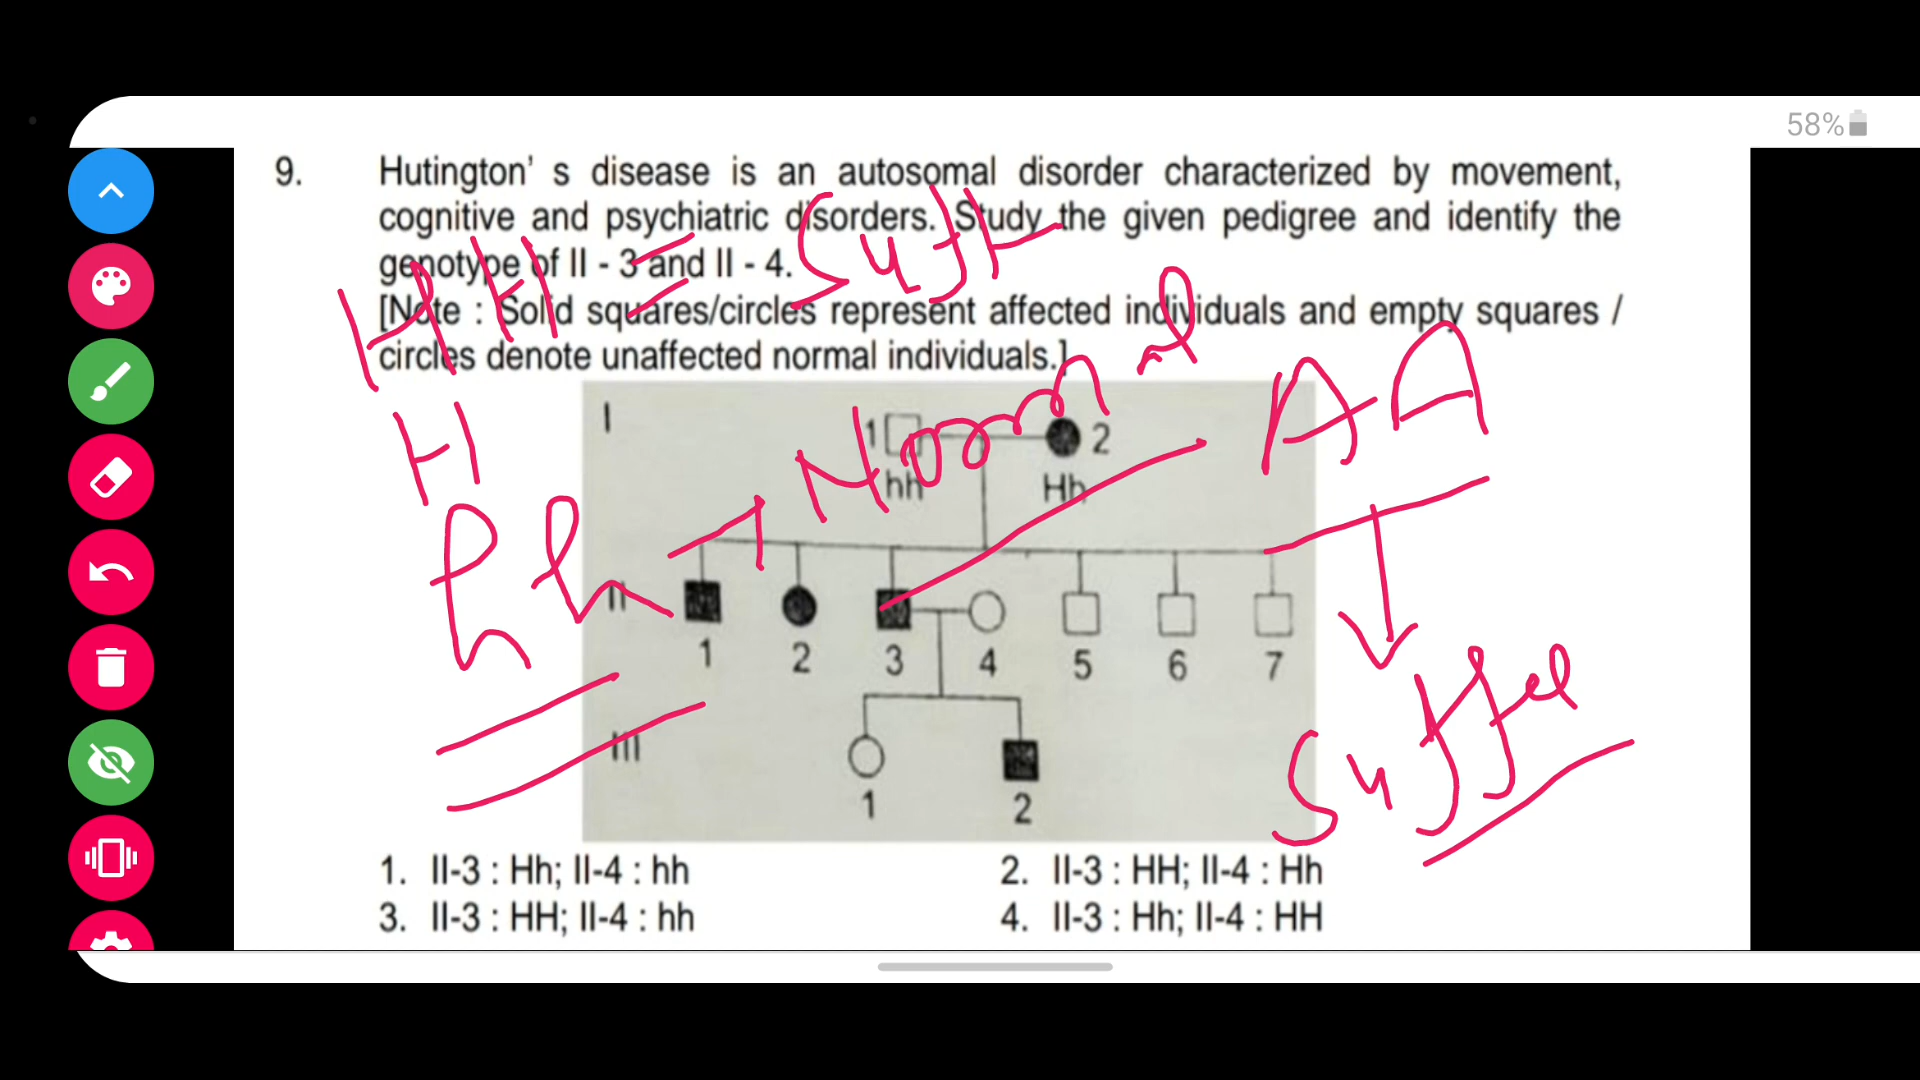 58%
9. Hutington' s disease is an autosomal disorder characterized by movement,
cognitive and psychiatric disorders. Study the given pedigree and identify the
genotype of II - 3 and II - 4.
[Note : Solid squares/circles represent affected individuals and empty squares /
circles denote unaffected normal individuals.]
HH = Suff
H
hh
Normal
AA
Suffer
I 1 2
hh Hh
II
1 2 3 4 5 6 7
III
1 2
1. II-3 : Hh; II-4 : hh 2. II-3 : HH; II-4 : Hh
3. II-3 : HH; II-4 : hh 4. II-3 : Hh; II-4 : HH